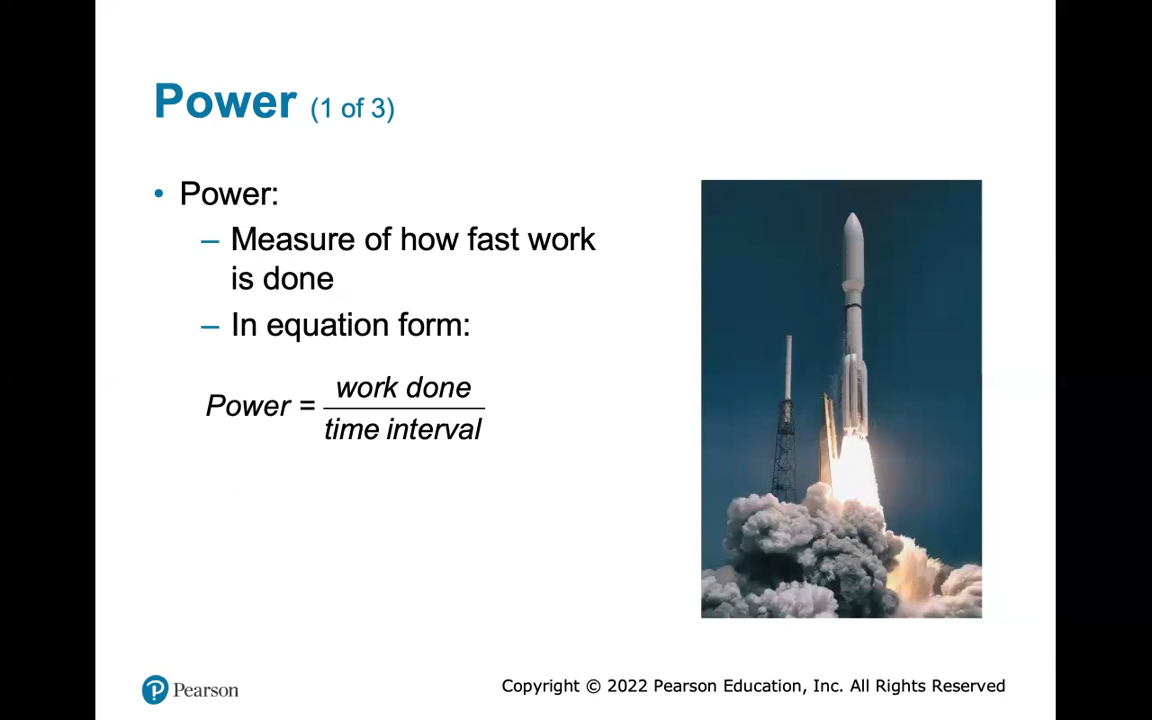 Power (1 of 3)
• Power:
– Measure of how fast work
is done
– In equation form:
Power = work done
time interval
Pearson
Copyright © 2022 Pearson Education, Inc. All Rights Reserved